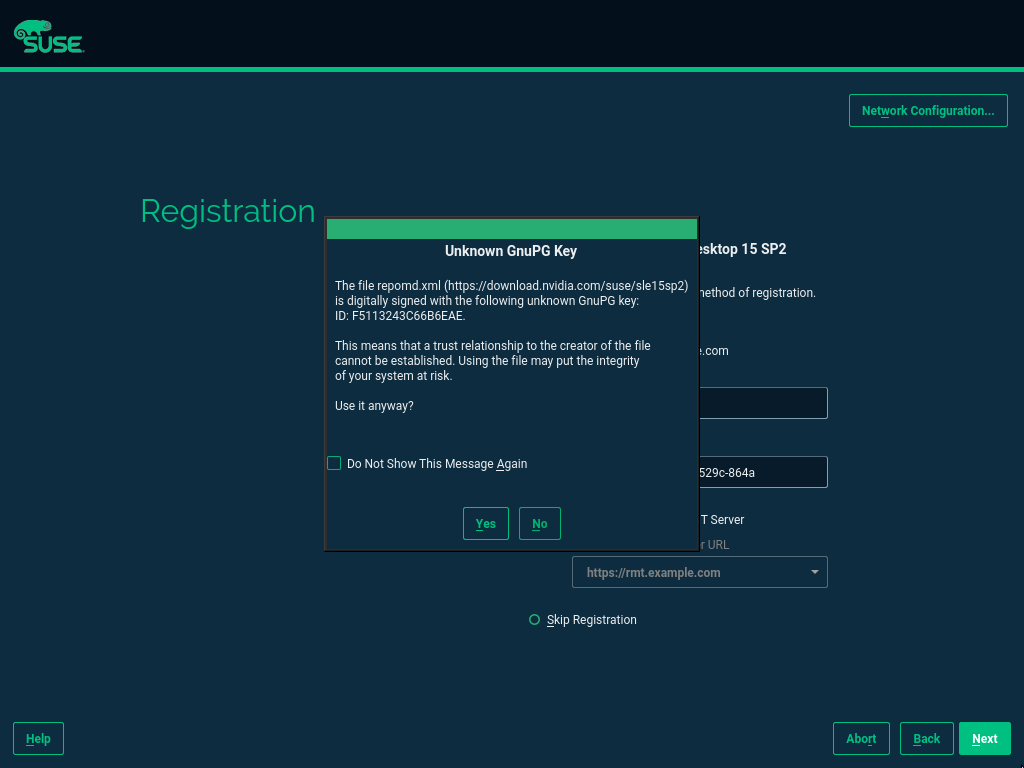 SUSE
Network Configuration...
Registration
esktop 15 SP2
Unknown GnuPG Key
The file repomd.xml (https://download.nvidia.com/suse/sle15sp2)
is digitally signed with the following unknown GnuPG key:
ID: F5113243C66B6EAE.
This means that a trust relationship to the creator of the file
cannot be established. Using the file may put the integrity
of your system at risk.
Use it anyway?
Do Not Show This Message Again
Yes
No
method of registration.
e.com
529c-864a
T Server
r URL
https://rmt.example.com
Skip Registration
Help
Abort
Back
Next